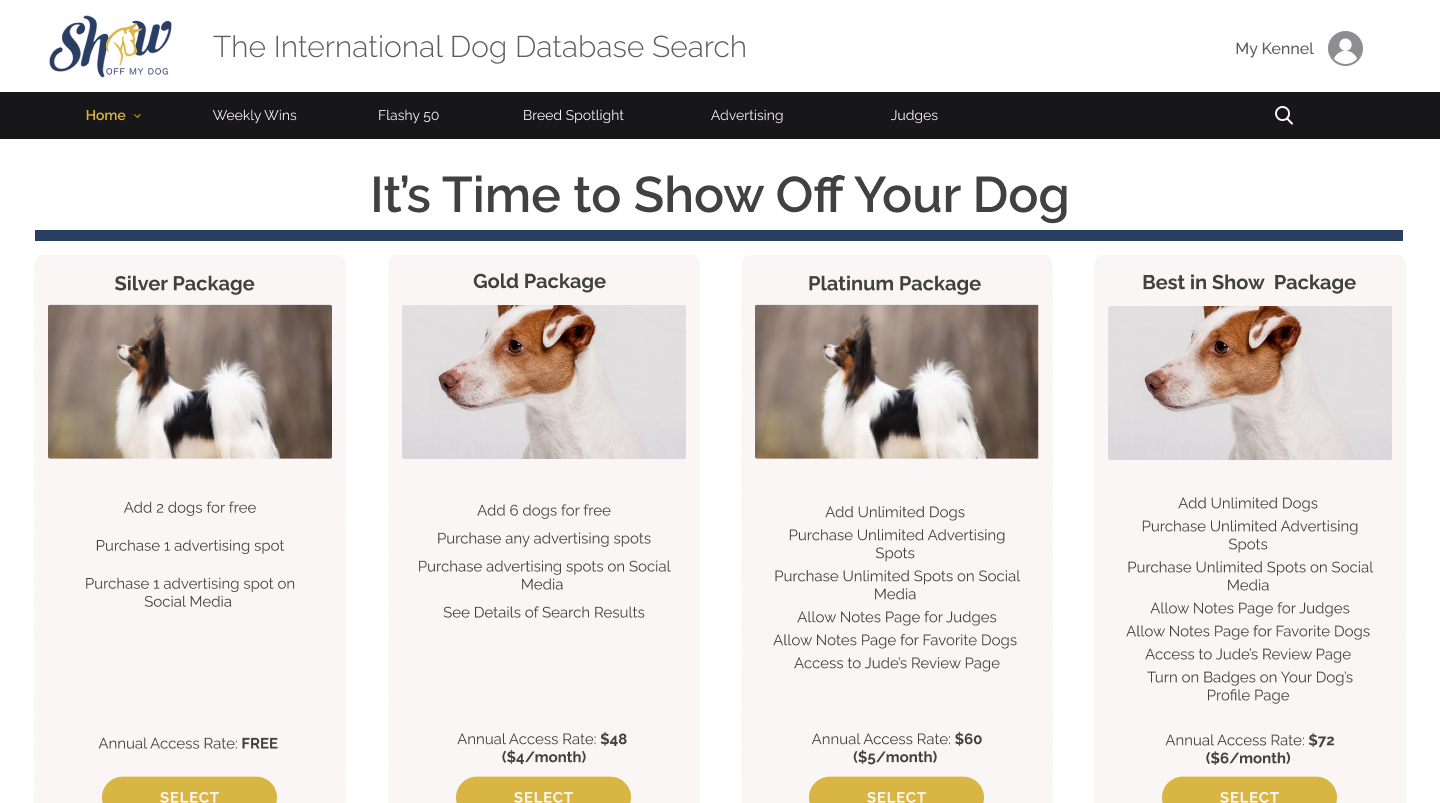 Show
OFF MY DOG
The International Dog Database Search
My Kennel
Home
Weekly Wins
Flashy 50
Breed Spotlight
Advertising
Judges
It's Time to Show Off Your Dog
Silver Package
Add 2 dogs for free
Purchase 1 advertising spot
Purchase 1 advertising spot on
Social Media
Annual Access Rate: FREE
SELECT
Gold Package
Add 6 dogs for free
Purchase any advertising spots
Purchase advertising spots on Social
Media
See Details of Search Results
Annual Access Rate: $48
($4/month)
SELECT
Platinum Package
Add Unlimited Dogs
Purchase Unlimited Advertising
Spots
Purchase Unlimited Spots on Social
Media
Allow Notes Page for Judges
Allow Notes Page for Favorite Dogs
Access to Jude's Review Page
Annual Access Rate: $60
($5/month)
SELECT
Best in Show  Package
Add Unlimited Dogs
Purchase Unlimited Advertising
Spots
Purchase Unlimited Spots on Social
Media
Allow Notes Page for Judges
Allow Notes Page for Favorite Dogs
Access to Jude's Review Page
Turn on Badges on Your Dog's
Profile Page
Annual Access Rate: $72
($6/month)
SELECT